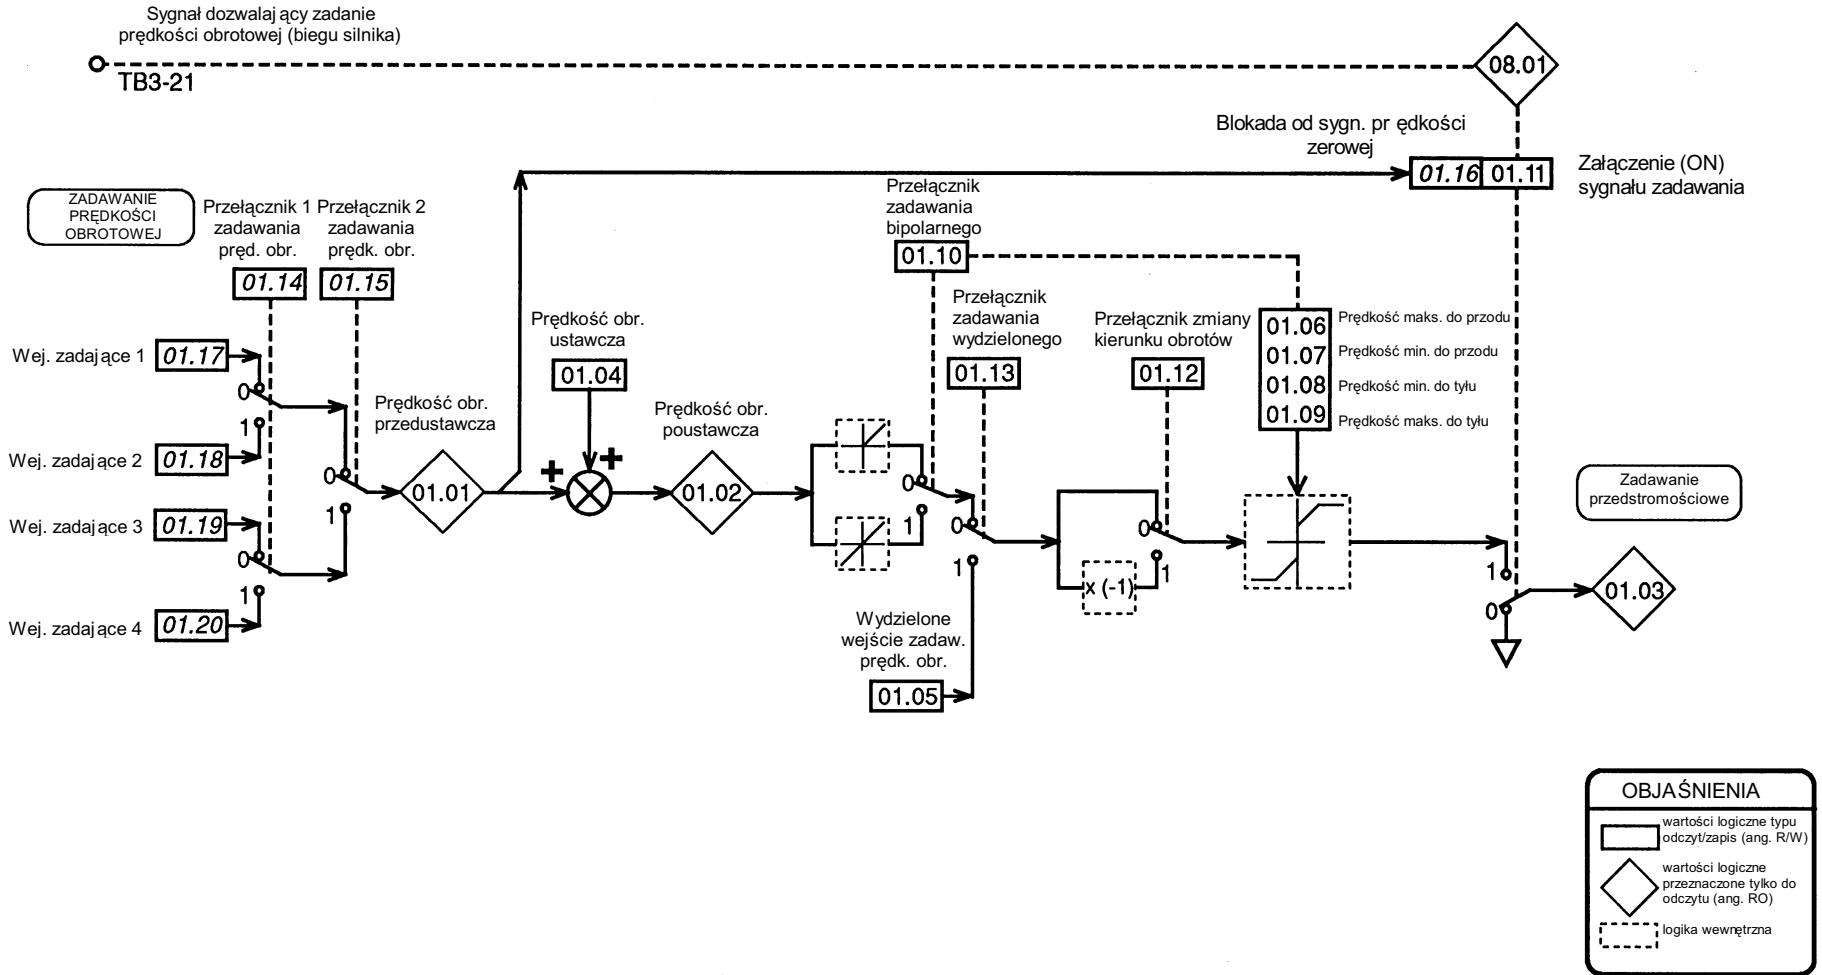 Sygnał dozwalający zadanie
prędkości obrotowej (biegu silnika)
TB3-21
08.01
Blokada od sygn. pr ędkości
zerowej
01.16
01.11
Załączenie (ON)
sygnału zadawania
ZADAWANIE
PRĘDKOŚCI
OBROTOWEJ
Przełącznik 1
zadawania
pręd. obr.
01.14
Przełącznik 2
zadawania
prędk. obr.
01.15
Przełącznik
zadawania
bipolarnego
01.10
Prędkość obr.
ustawcza
01.04
Przełącznik
zadawania
wydzielonego
01.13
Przełącznik zmiany
kierunku obrotów
01.12
01.06 Prędkość maks. do przodu
01.07 Prędkość min. do przodu
01.08 Prędkość min. do tyłu
01.09 Prędkość maks. do tyłu
Wej. zadające 1 01.17
0
1
Wej. zadające 2 01.18
Wej. zadające 3 01.19
0
1
Wej. zadające 4 01.20
0
1
Prędkość obr.
przedustawcza
01.01
+
+
Prędkość obr.
poustawcza
01.02
0
1
0
1
Wydzielone
wejście zadaw.
prędk. obr.
01.05
0
1
x (-1)
1
0
Zadawanie
przedstromościowe
01.03
OBJAŚNIENIA
wartości logiczne typu
odczyt/zapis (ang. R/W)
wartości logiczne
przeznaczone tylko do
odczytu (ang. RO)
logika wewnętrzna